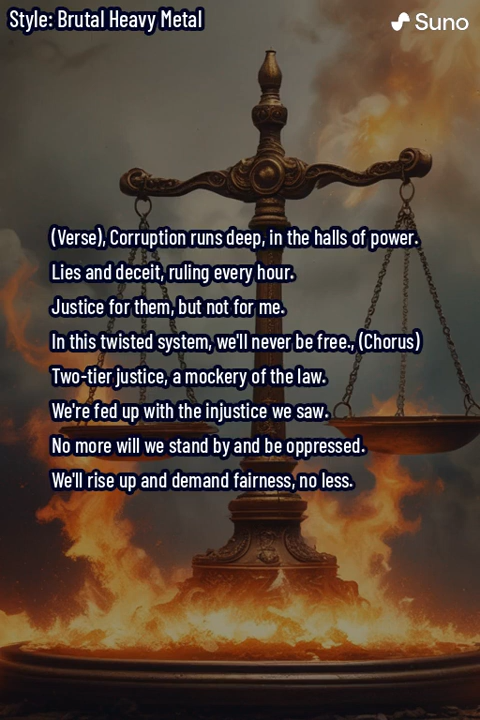 Style: Brutal Heavy Metal
Suno
(Verse), Corruption runs deep, in the halls of power.
Lies and deceit, ruling every hour.
Justice for them, but not for me.
In this twisted system, we'll never be free., (Chorus)
Two-tier justice, a mockery of the law.
We're fed up with the injustice we saw.
No more will we stand by and be oppressed.
We'll rise up and demand fairness, no less.